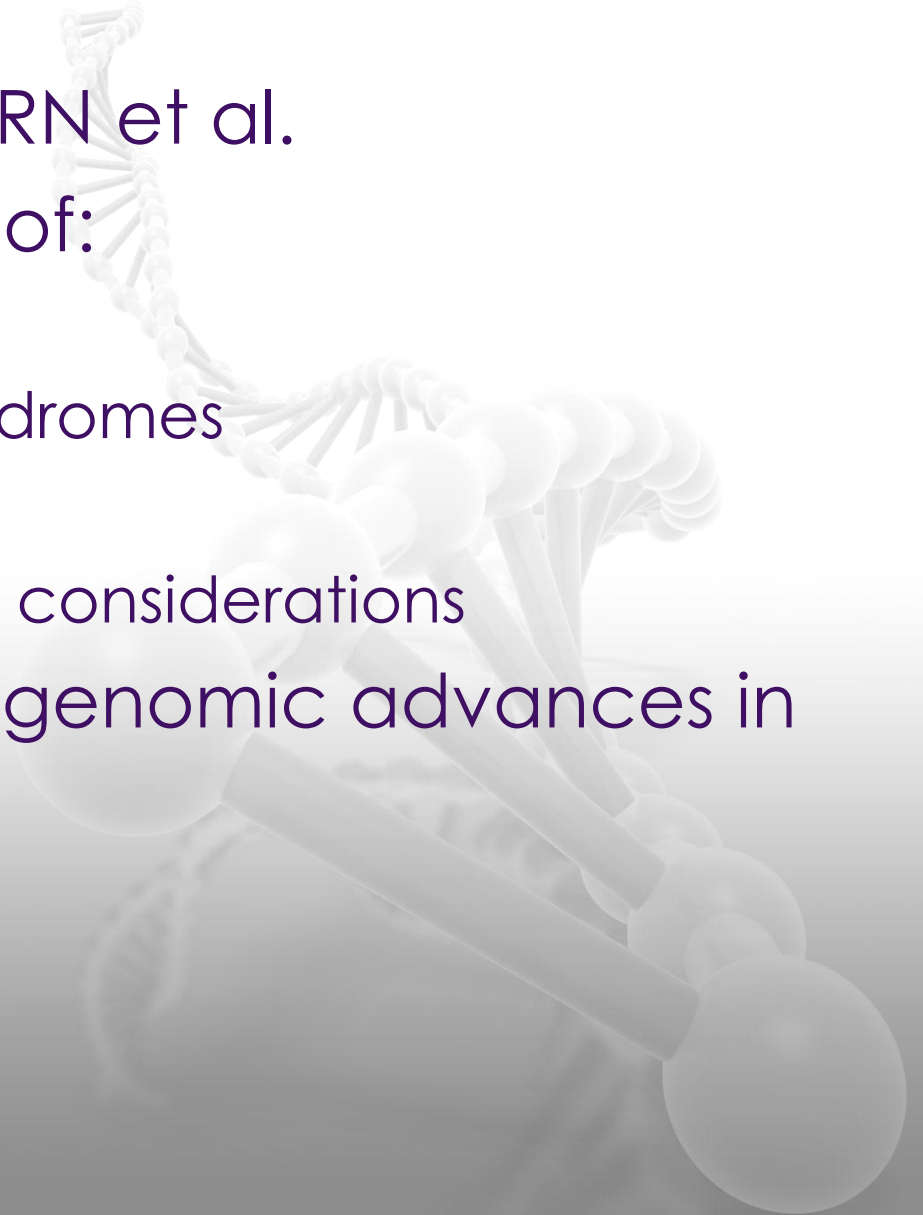 RN et al.
of:
dromes
considerations
genomic advances in